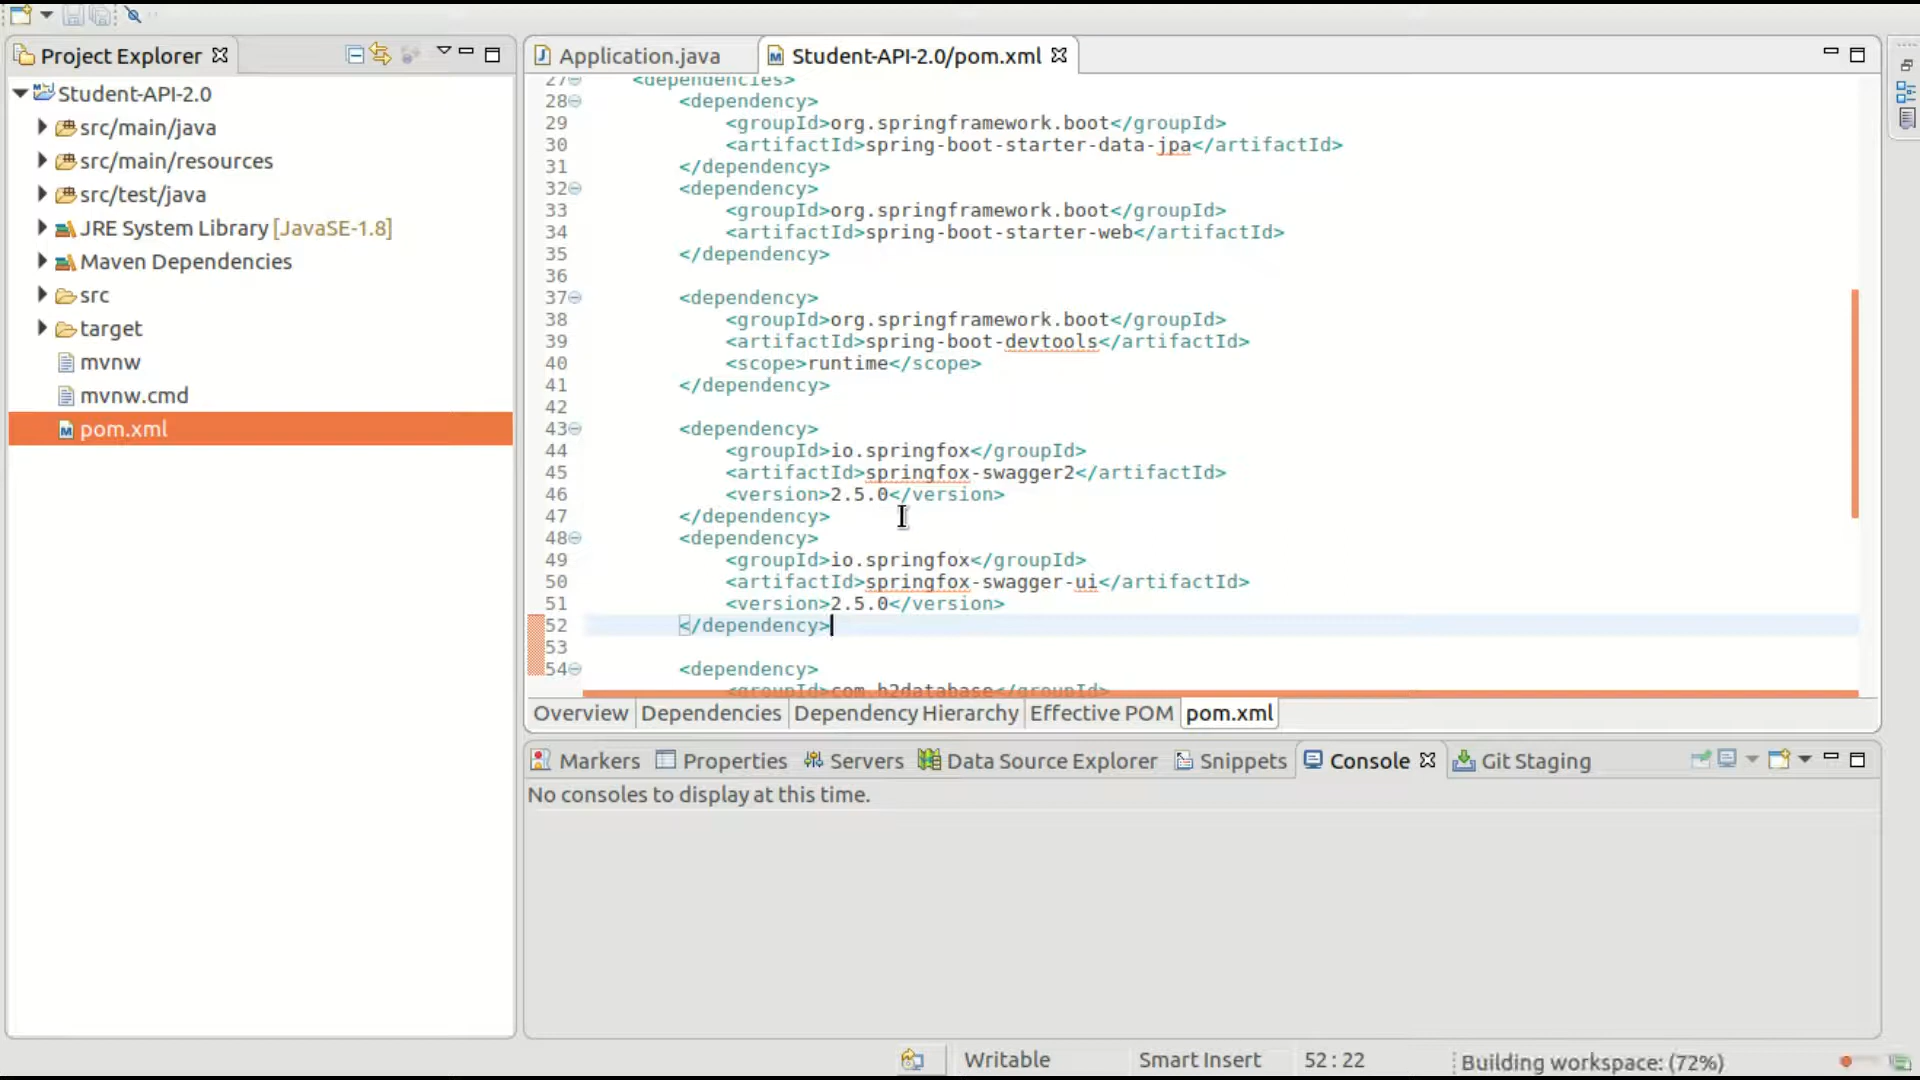 Project Explorer
Student-API-2.0
src/main/java
src/main/resources
src/test/java
JRE System Library [JavaSE-1.8]
Maven Dependencies
src
target
mvnw
mvnw.cmd
pom.xml
Application.java
Student-API-2.0/pom.xml
27 <dependencies>
28 <dependency>
29 <groupId>org.springframework.boot</groupId>
30 <artifactId>spring-boot-starter-data-jpa</artifactId>
31 </dependency>
32 <dependency>
33 <groupId>org.springframework.boot</groupId>
34 <artifactId>spring-boot-starter-web</artifactId>
35 </dependency>
36
37 <dependency>
38 <groupId>org.springframework.boot</groupId>
39 <artifactId>spring-boot-devtools</artifactId>
40 <scope>runtime</scope>
41 </dependency>
42
43 <dependency>
44 <groupId>io.springfox</groupId>
45 <artifactId>springfox-swagger2</artifactId>
46 <version>2.5.0</version>
47 </dependency>
48 <dependency>
49 <groupId>io.springfox</groupId>
50 <artifactId>springfox-swagger-ui</artifactId>
51 <version>2.5.0</version>
52 </dependency>
53
54 <dependency>
<groupId>com.h2database</groupId>
Overview Dependencies Dependency Hierarchy Effective POM pom.xml
Markers Properties Servers Data Source Explorer Snippets Console Git Staging
No consoles to display at this time.
Writable Smart Insert 52 : 22 Building workspace: (72%)